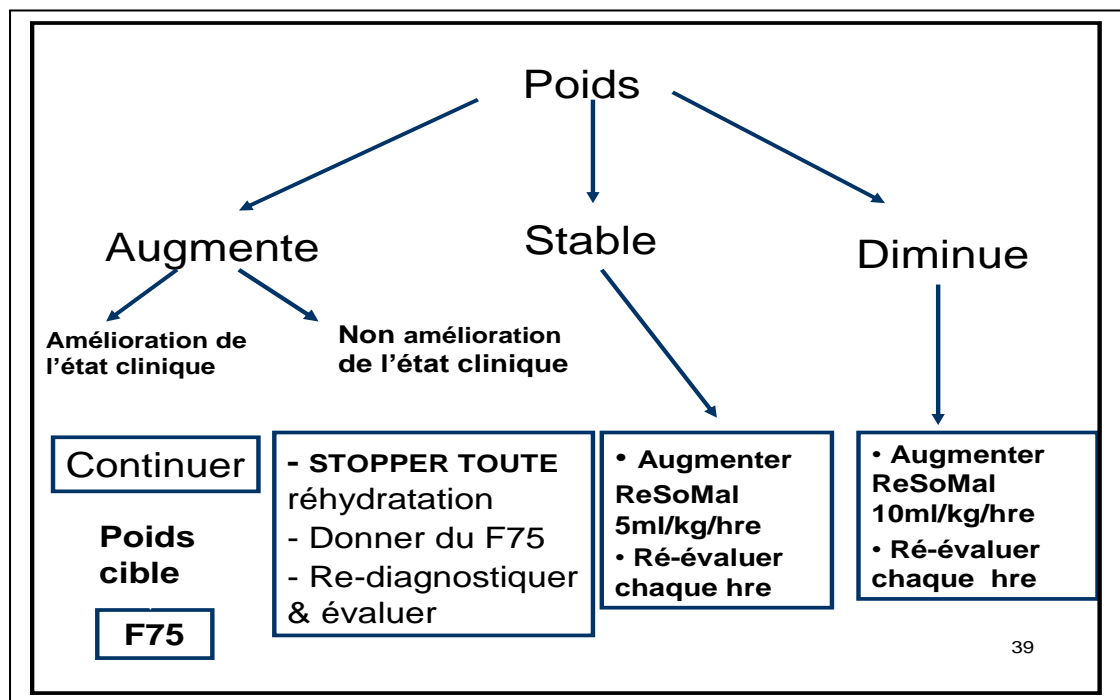 Poids
Augmente
Stable
Diminue
Amélioration de
l'état clinique
Non amélioration
de l'état clinique
Continuer
Poids
cible
F75
- STOPPER TOUTE
réhydratation
- Donner du F75
- Re-diagnostiquer
& évaluer
• Augmenter
ReSoMal
5ml/kg/hre
• Ré-évaluer
chaque hre
• Augmenter
ReSoMal
10ml/kg/hre
• Ré-évaluer
chaque hre
39